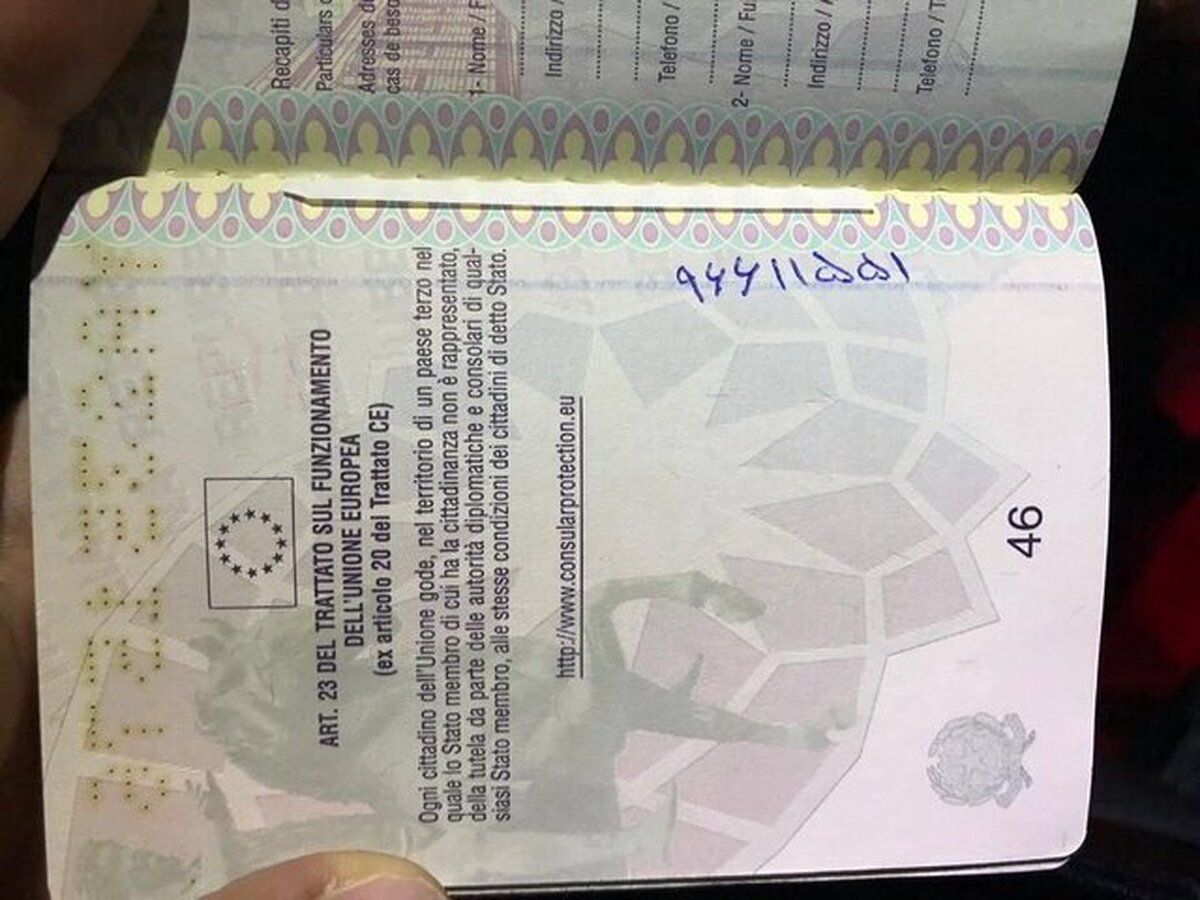 ART. 23 DEL TRATTATO SUL FUNZIONAMENTO
DELL'UNIONE EUROPEA
(ex articolo 20 del Trattato CE)
Ogni cittadino dell'Unione gode, nel territorio di un paese terzo nel
quale lo Stato membro di cui ha la cittadinanza non è rappresentato,
della tutela da parte delle autorità diplomatiche e consolari di qual-
siasi Stato membro, alle stesse condizioni dei cittadini di detto Stato.
http://www.consularprotection.eu
46
Recapiti
Particulars
Adresses
cas de
1- Nome /
Indirizzo /
Telefono /
2- Nome /
Indirizzo /
Telefono /